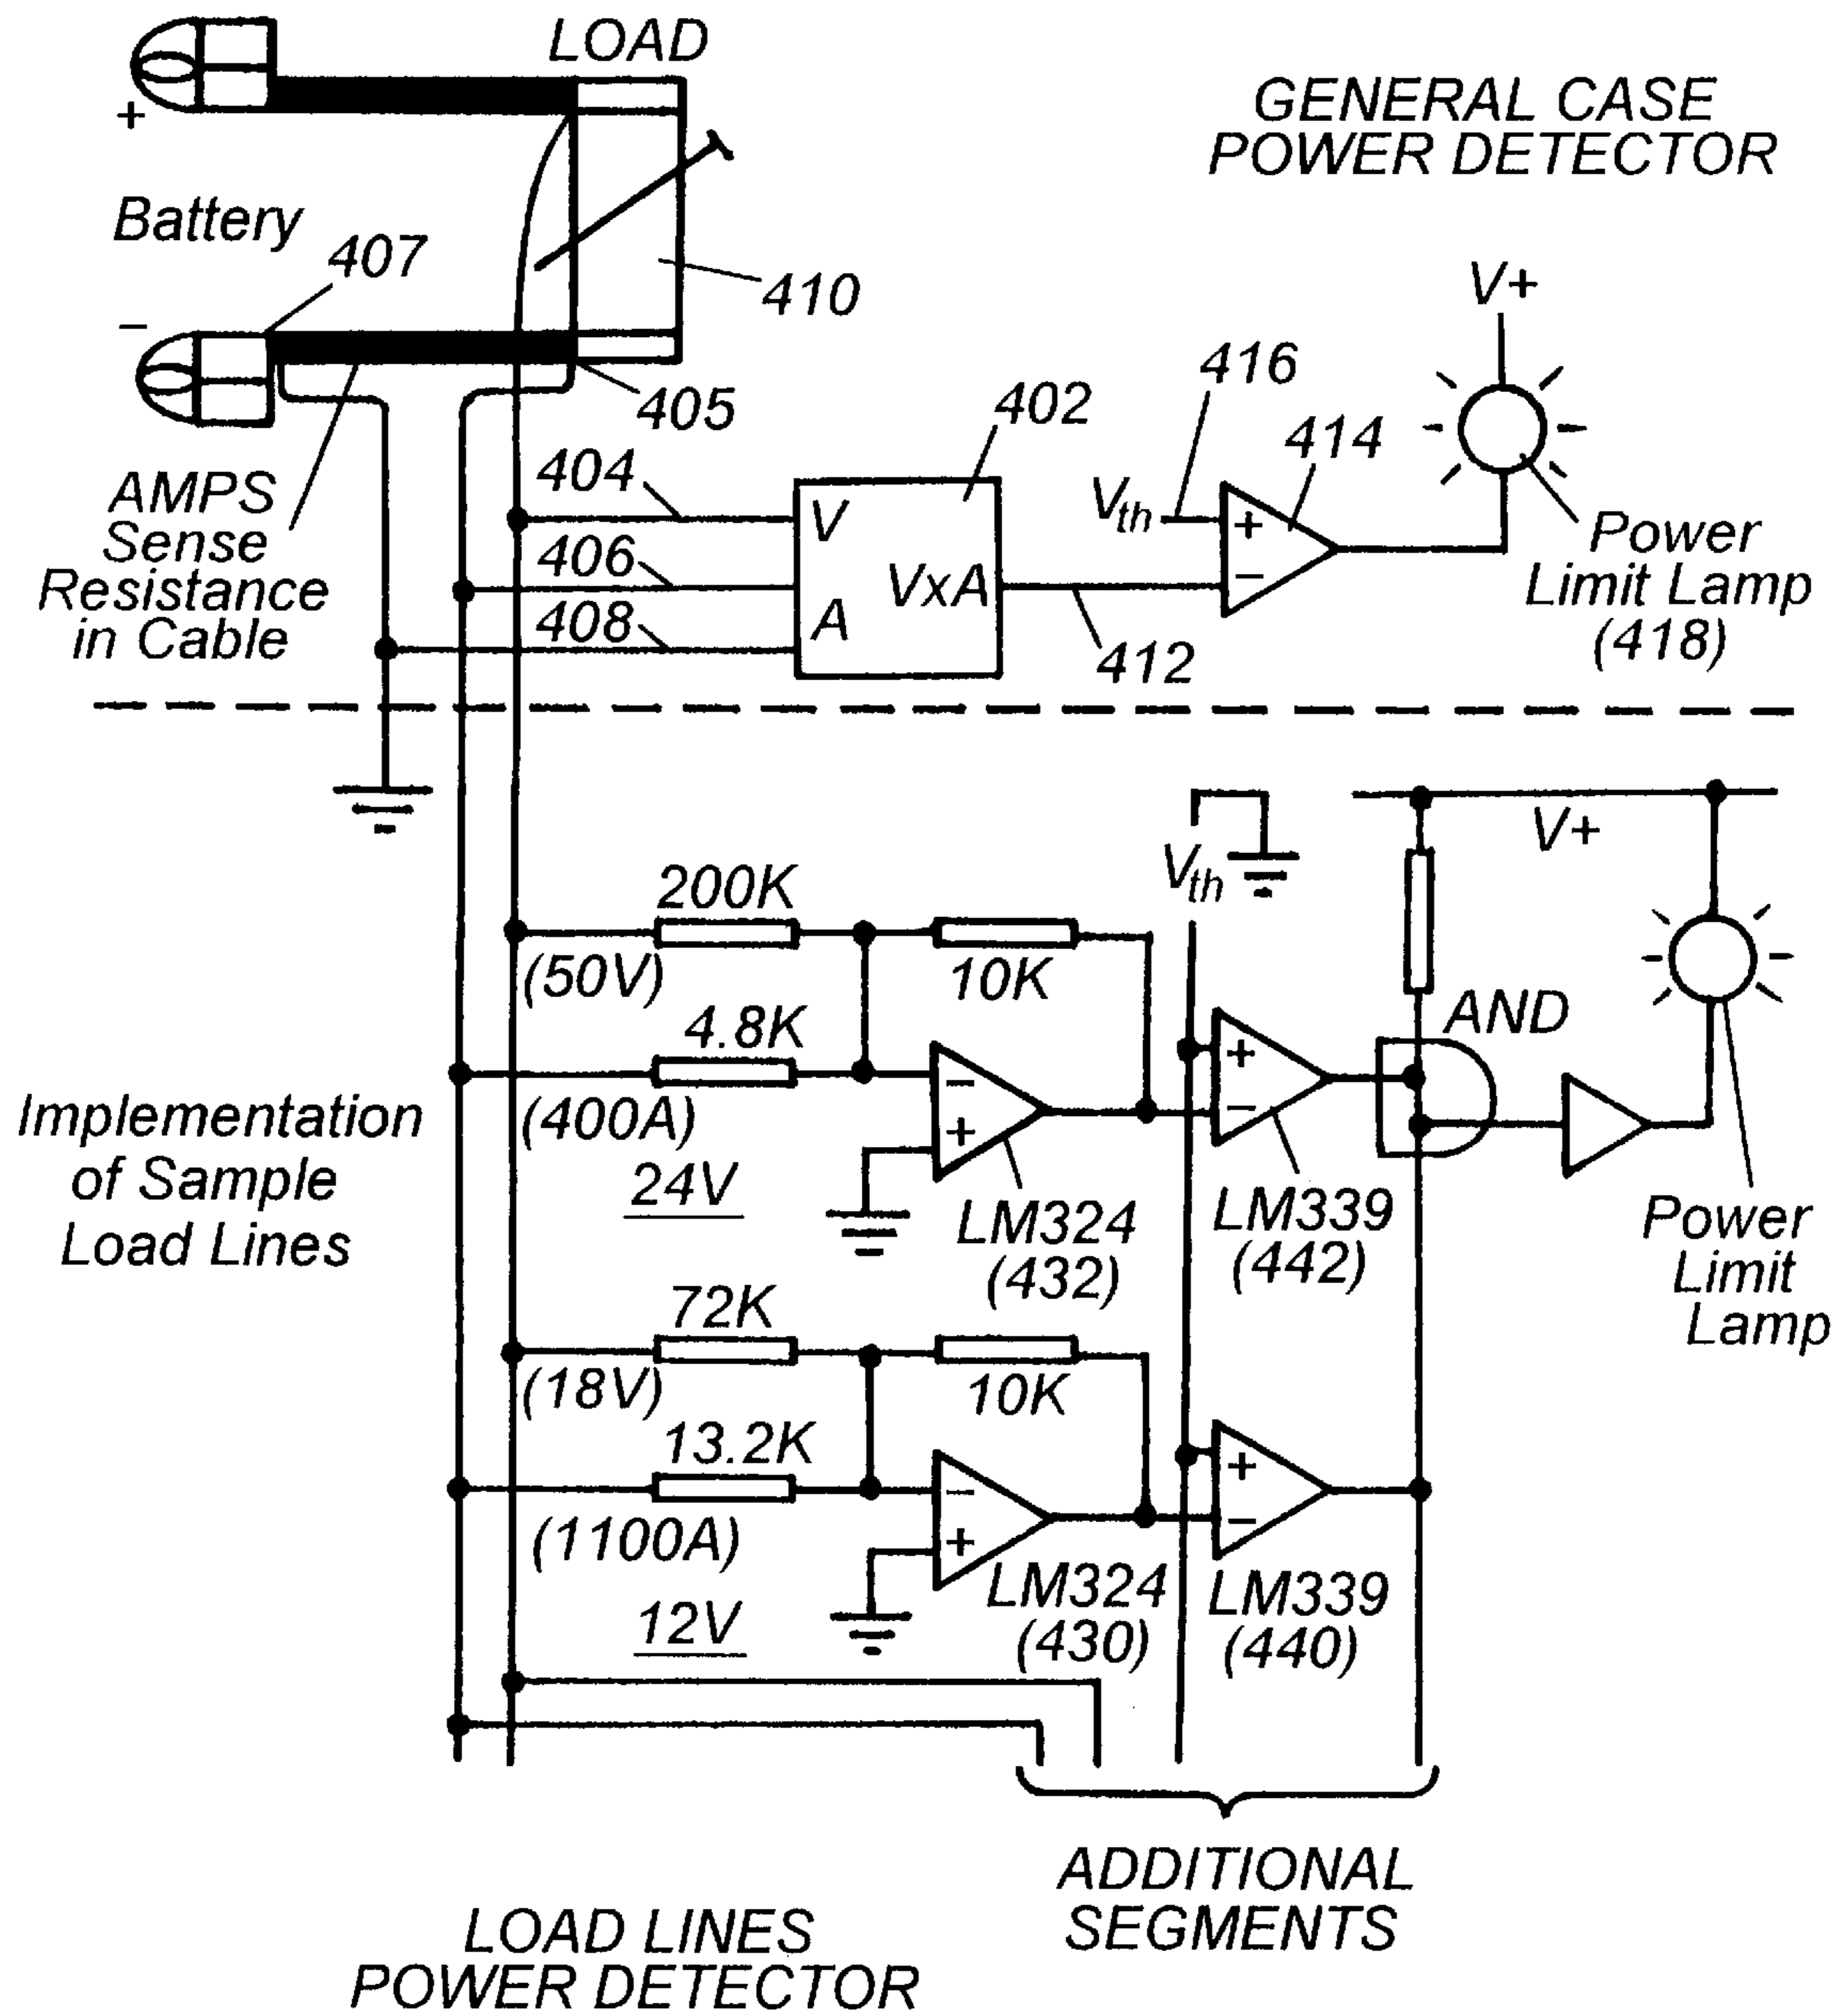 LOAD
GENERAL CASE
POWER DETECTOR
+
Battery
407
410
V+
−
405
402
416
414
AMPS
Sense
Resistance
in Cable
404
V
406
VxA
A
408
412
Vth
+
−
Power
Limit Lamp
(418)
V+
Vth
200K
(50V)
10K
4.8K
(400A)
−
+
24V
LM324
(432)
+
−
LM339
(442)
AND
Power
Limit
Lamp
Implementation
of Sample
Load Lines
72K
(18V)
10K
13.2K
(1100A)
−
+
12V
LM324
(430)
+
−
LM339
(440)
ADDITIONAL
SEGMENTS
LOAD LINES
POWER DETECTOR